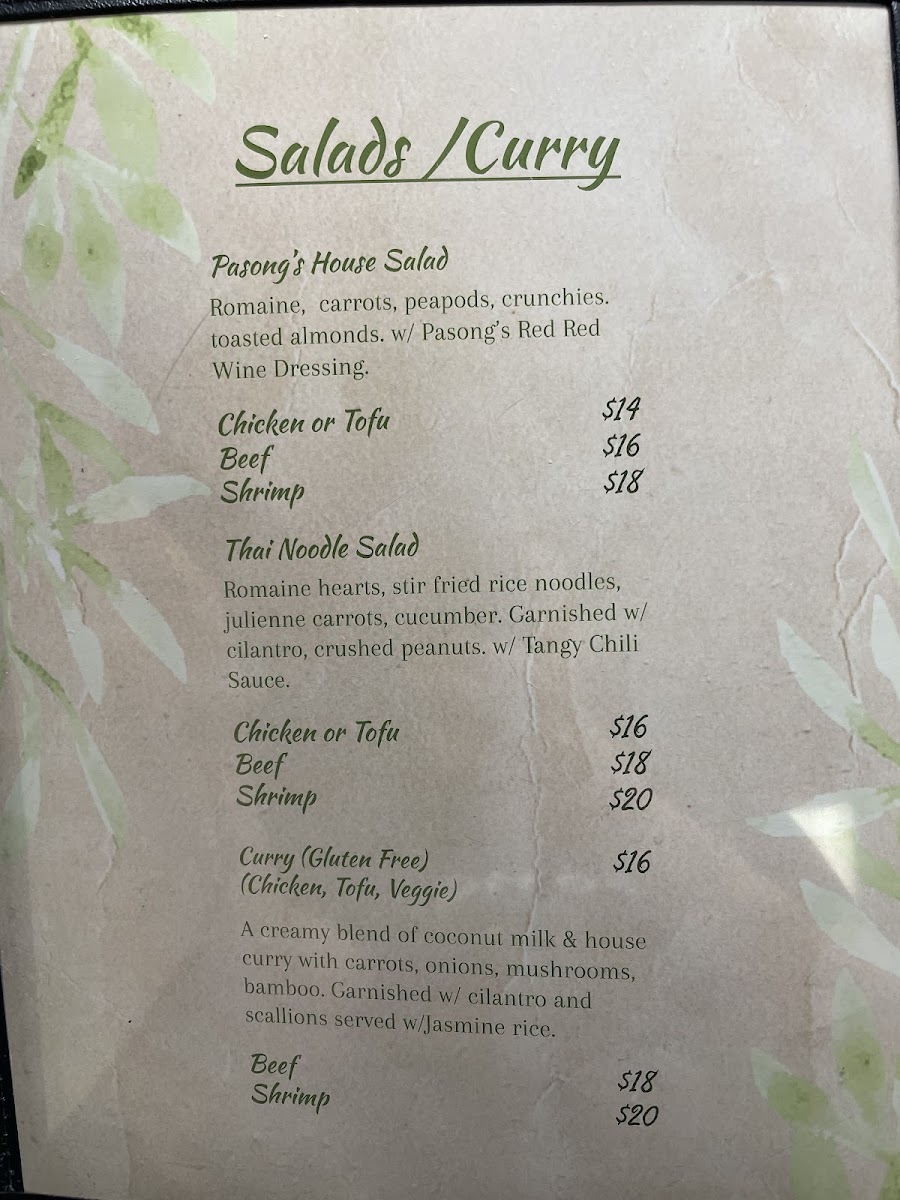 Salads /Curry
Pasong's House Salad
Romaine, carrots, peapods, crunchies.
toasted almonds. w/ Pasong's Red Red
Wine Dressing.
Chicken or Tofu $14
Beef $16
Shrimp $18
Thai Noodle Salad
Romaine hearts, stir fried rice noodles,
julienne carrots, cucumber. Garnished w/
cilantro, crushed peanuts. w/ Tangy Chili
Sauce.
Chicken or Tofu $16
Beef $18
Shrimp $20
Curry (Gluten Free) $16
(Chicken, Tofu, Veggie)
A creamy blend of coconut milk & house
curry with carrots, onions, mushrooms,
bamboo. Garnished w/ cilantro and
scallions served w/Jasmine rice.
Beef $18
Shrimp $20